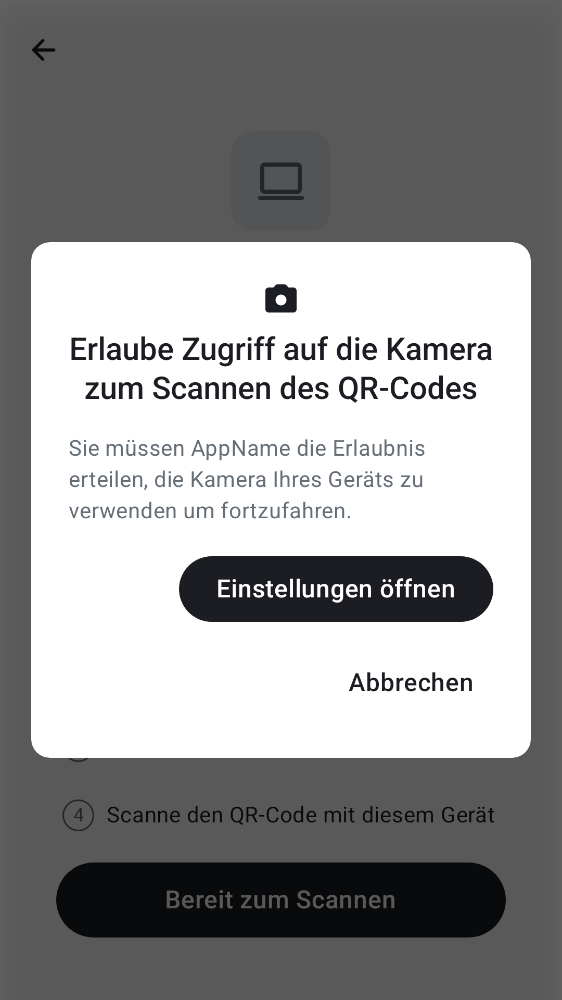 Erlaube Zugriff auf die Kamera
zum Scannen des QR-Codes
Sie müssen AppName die Erlaubnis
erteilen, die Kamera Ihres Geräts zu
verwenden um fortzufahren.
Einstellungen öffnen
Abbrechen
4 Scanne den QR-Code mit diesem Gerät
Bereit zum Scannen